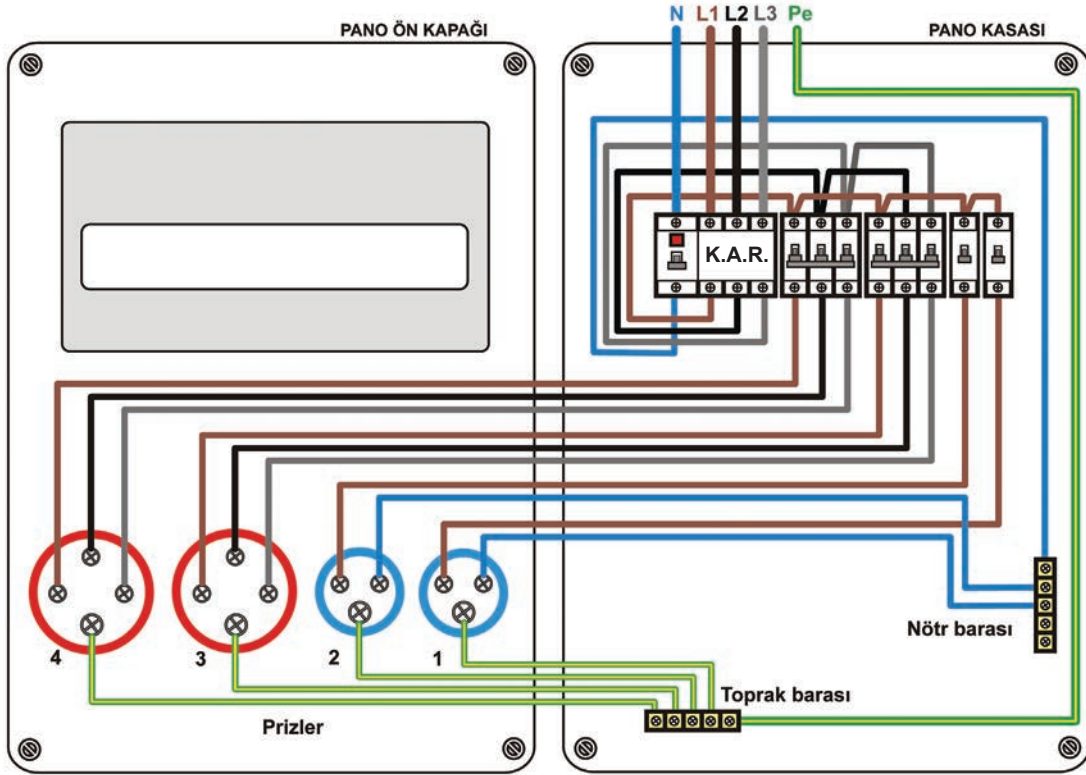 PANO ÖN KAPAĞI
N L1 L2 L3 Pe
PANO KASASI
K.A.R.
4
3
2
1
Nötr barası
Toprak barası
Prizler